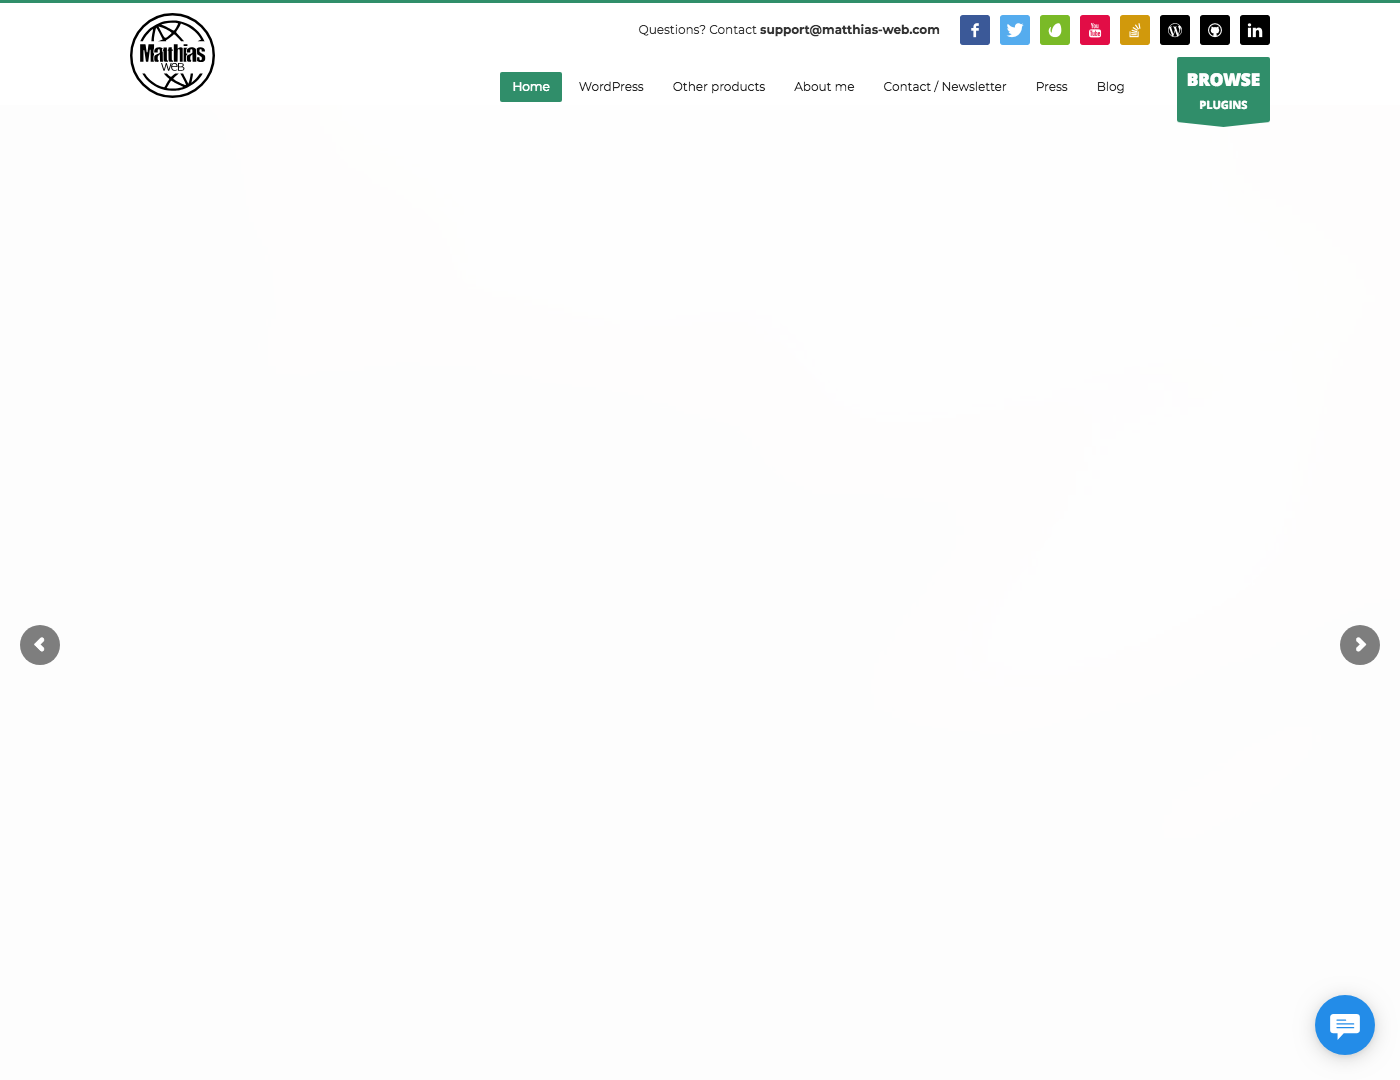 Matthias
WEB
Questions? Contact support@matthias-web.com
Home WordPress Other products About me Contact / Newsletter Press Blog
BROWSE
PLUGINS